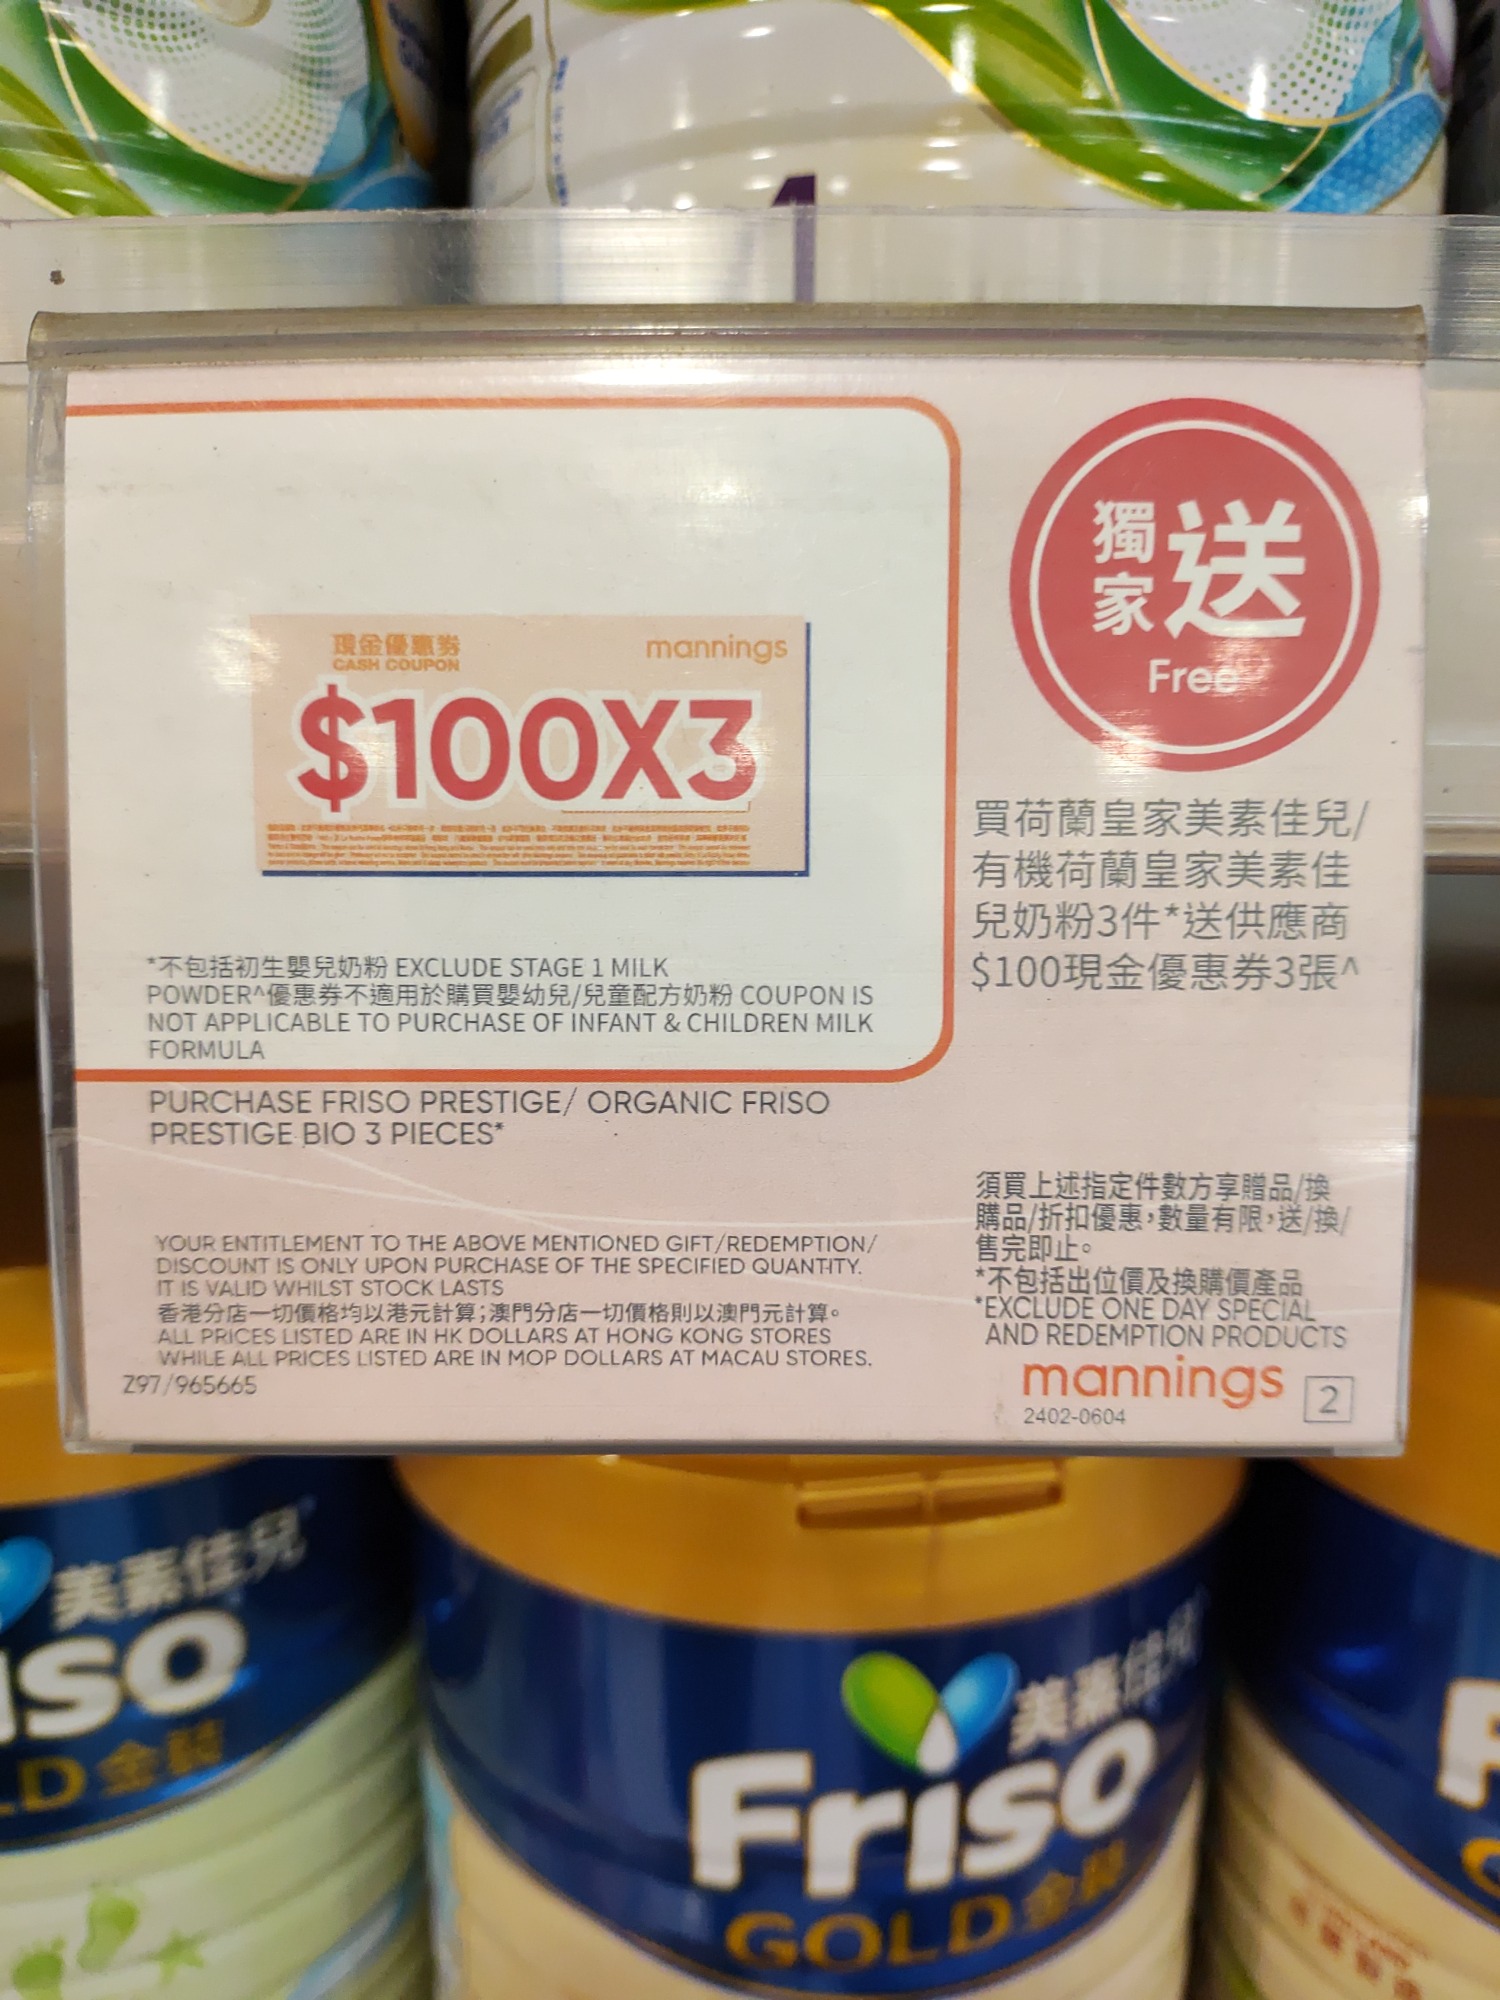 1
獨家送
Free
現金優惠券
CASH COUPON
mannings
$100X3
買荷蘭皇家美素佳兒/
有機荷蘭皇家美素佳
兒奶粉3件*送供應商
$100現金優惠券3張^
*不包括初生嬰兒奶粉 EXCLUDE STAGE 1 MILK
POWDER^優惠券不適用於購買嬰幼兒/兒童配方奶粉 COUPON IS
NOT APPLICABLE TO PURCHASE OF INFANT & CHILDREN MILK
FORMULA
PURCHASE FRISO PRESTIGE/ ORGANIC FRISO
PRESTIGE BIO 3 PIECES*
須買上述指定件數方享贈品/換
購品/折扣優惠,數量有限,送/換/
售完即止。
*不包括出位價及換購價產品
*EXCLUDE ONE DAY SPECIAL
AND REDEMPTION PRODUCTS
YOUR ENTITLEMENT TO THE ABOVE MENTIONED GIFT/REDEMPTION/
DISCOUNT IS ONLY UPON PURCHASE OF THE SPECIFIED QUANTITY.
IT IS VALID WHILST STOCK LASTS
香港分店一切價格均以港元計算;澳門分店一切價格則以澳門元計算。
ALL PRICES LISTED ARE IN HK DOLLARS AT HONG KONG STORES
WHILE ALL PRICES LISTED ARE IN MOP DOLLARS AT MACAU STORES.
Z97/965665
mannings
2402-0604
2
美素佳兒
iso
LD 金裝
美素佳兒
Friso
GOLD 金裝